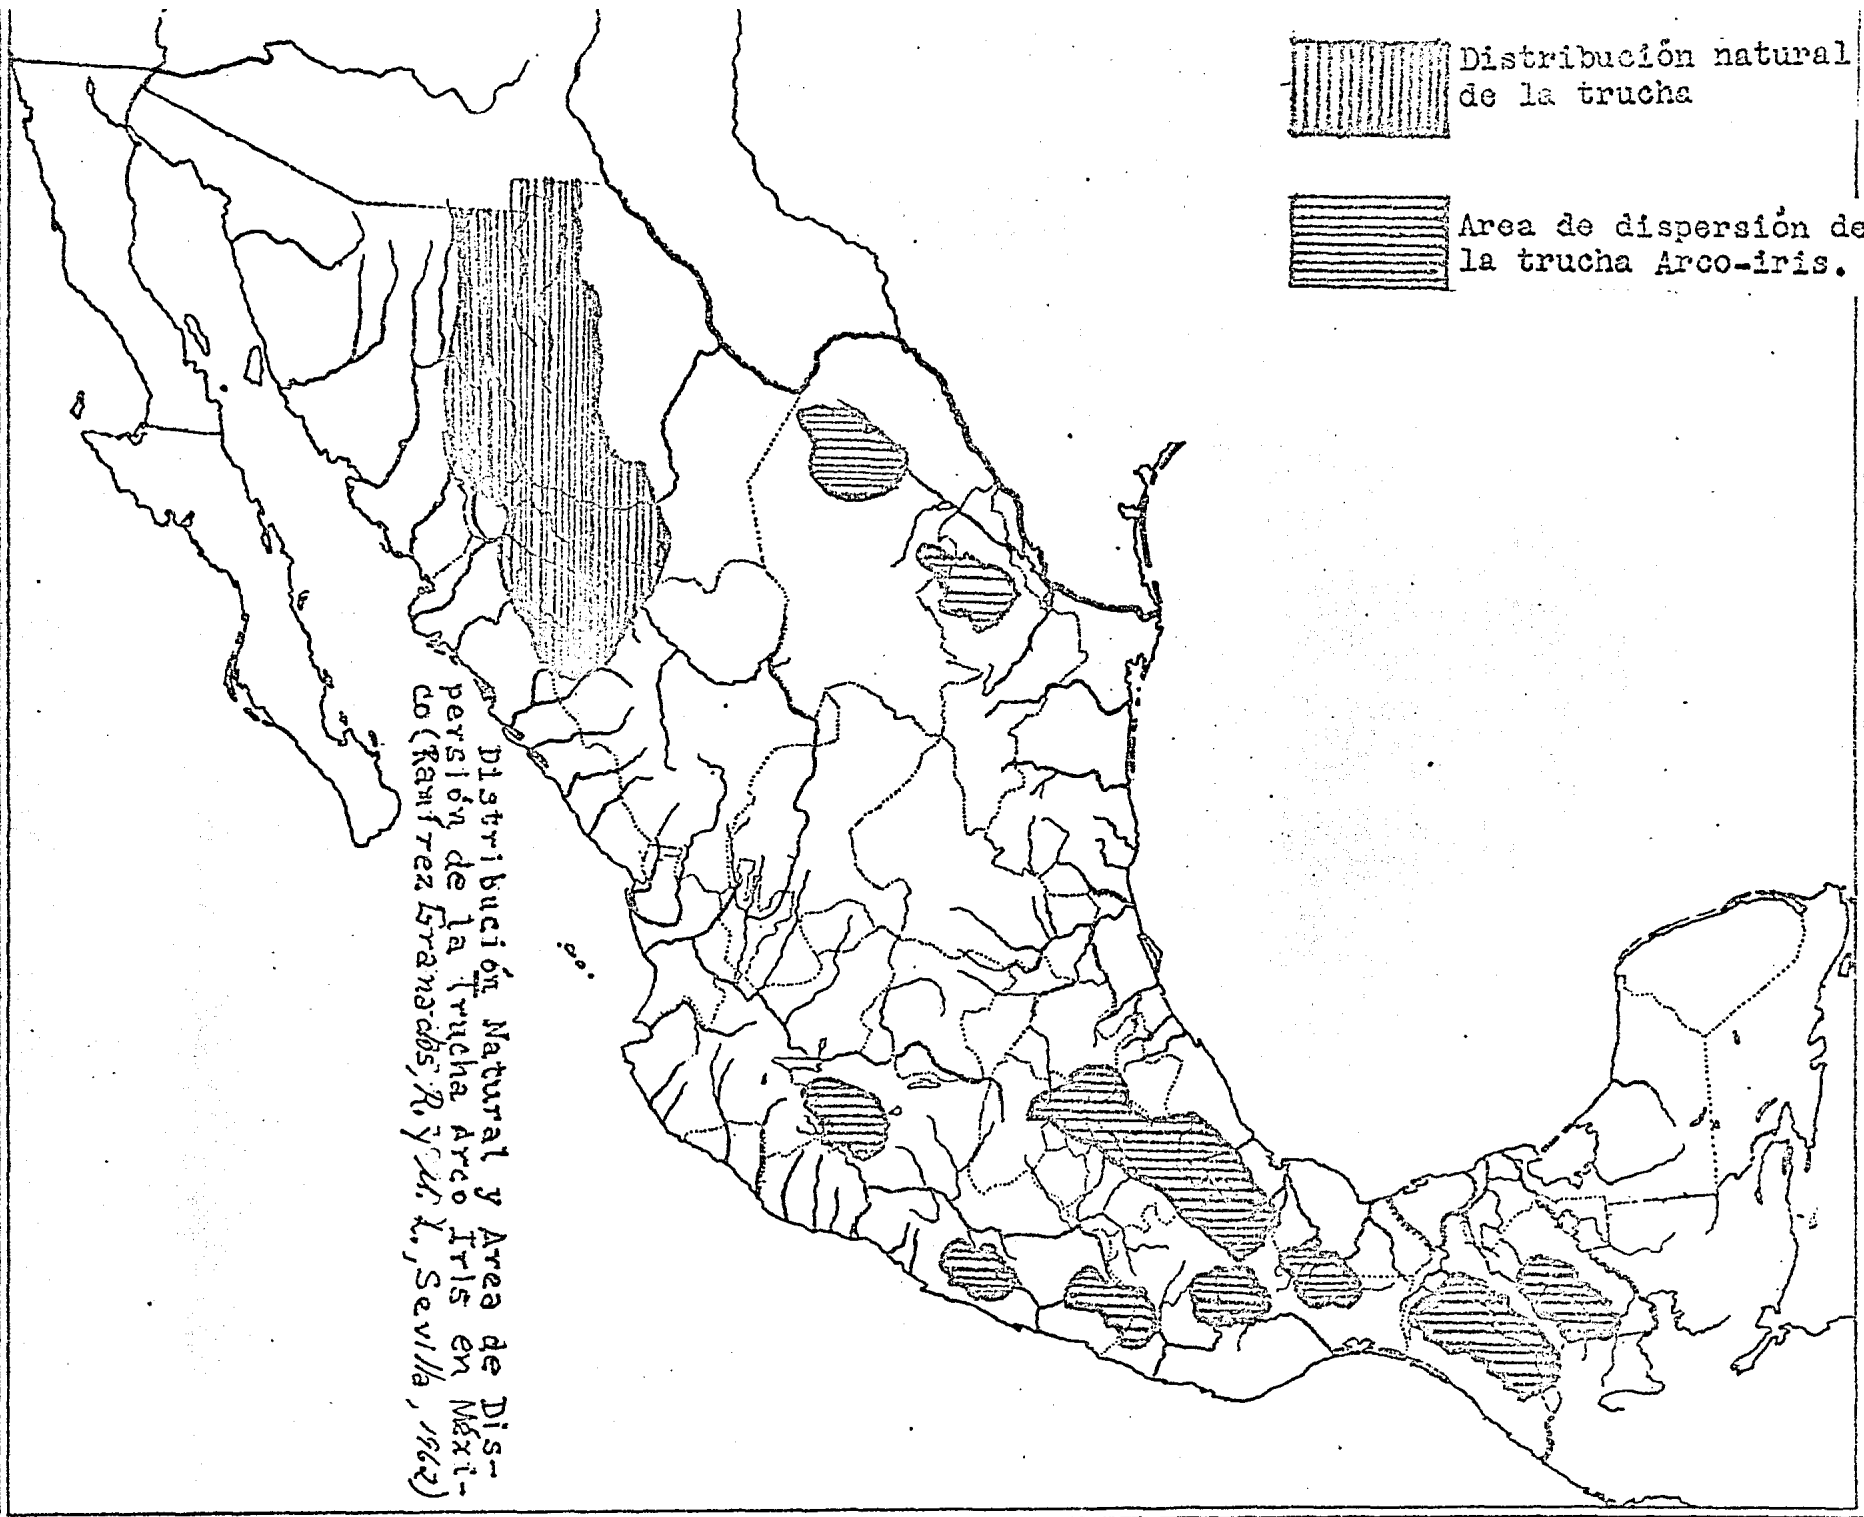 Distribución natural
de la trucha
Area de dispersión de
la trucha Arco-iris.
Distribución Natural y Area de Dis-
persión de la Trucha Arco Iris en Méxi-
co (Ramírez Granados, R. y M. L., Sevilla, 1962)